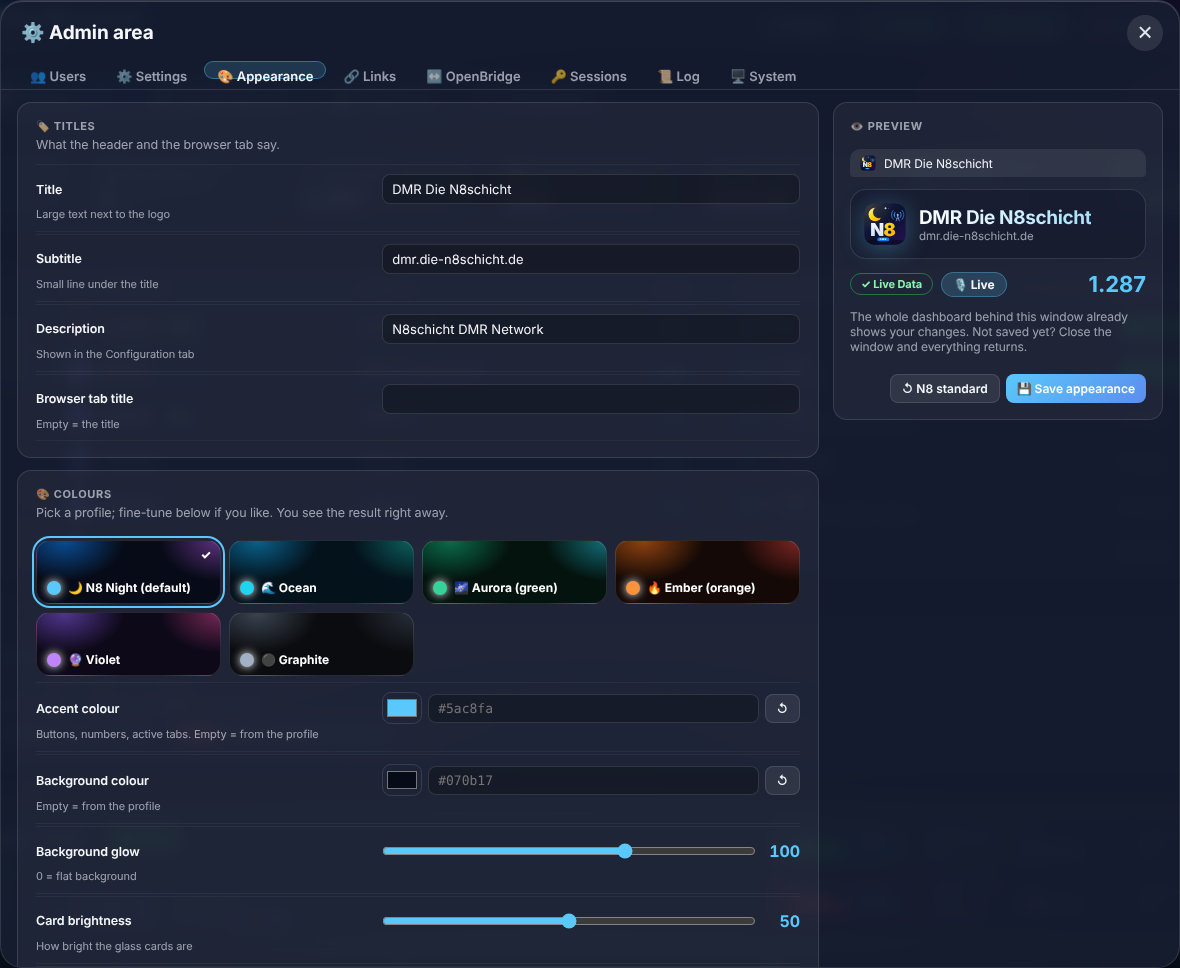 ⚙️ Admin area
✕
👥 Users ⚙️ Settings 🎨 Appearance 🔗 Links ↔️ OpenBridge 🔑 Sessions 📜 Log 🖥️ System
🏷️ TITLES
What the header and the browser tab say.
Title
DMR Die N8schicht
Large text next to the logo
Subtitle
dmr.die-n8schicht.de
Small line under the title
Description
N8schicht DMR Network
Shown in the Configuration tab
Browser tab title
Empty = the title
🎨 COLOURS
Pick a profile; fine-tune below if you like. You see the result right away.
✓
🌙 N8 Night (default)
🌊 Ocean
🌌 Aurora (green)
🔥 Ember (orange)
🔮 Violet
⚫ Graphite
Accent colour
#5ac8fa
↺
Buttons, numbers, active tabs. Empty = from the profile
Background colour
#070b17
↺
Empty = from the profile
Background glow
100
0 = flat background
Card brightness
50
How bright the glass cards are
👁️ PREVIEW
N8
DMR Die N8schicht
N8
DMR Die N8schicht
dmr.die-n8schicht.de
✓ Live Data
🎙️ Live
1.287
The whole dashboard behind this window already
shows your changes. Not saved yet? Close the
window and everything returns.
↺ N8 standard
💾 Save appearance